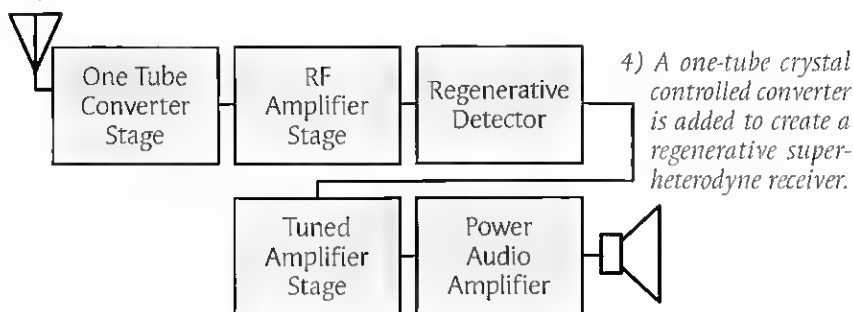 One Tube
Converter
Stage
RF
Amplifier
Stage
Regenerative
Detector
4) A one-tube crystal
controlled converter
is added to create a
regenerative super-
heterodyne receiver.
Tuned
Amplifier
Stage
Power
Audio
Amplifier